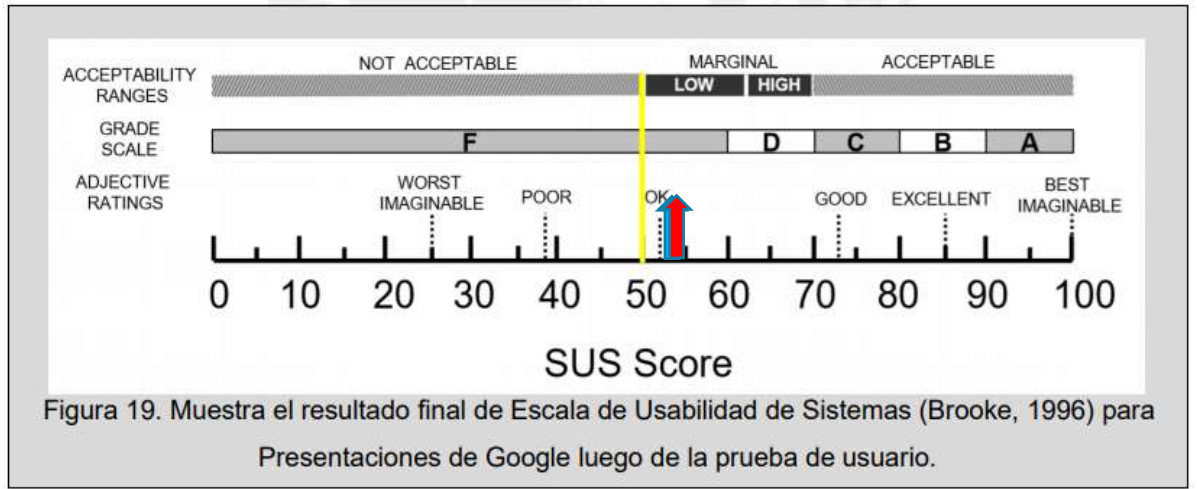 NOT ACCEPTABLE MARGINAL ACCEPTABLE
ACCEPTABILITY
RANGES
LOW HIGH
GRADE
SCALE
F D C B A
ADJECTIVE
RATINGS
WORST
IMAGINABLE
POOR
OK
GOOD
EXCELLENT
BEST
IMAGINABLE
0 10 20 30 40 50 60 70 80 90 100
SUS Score
Figura 19. Muestra el resultado final de Escala de Usabilidad de Sistemas (Brooke, 1996) para
Presentaciones de Google luego de la prueba de usuario.